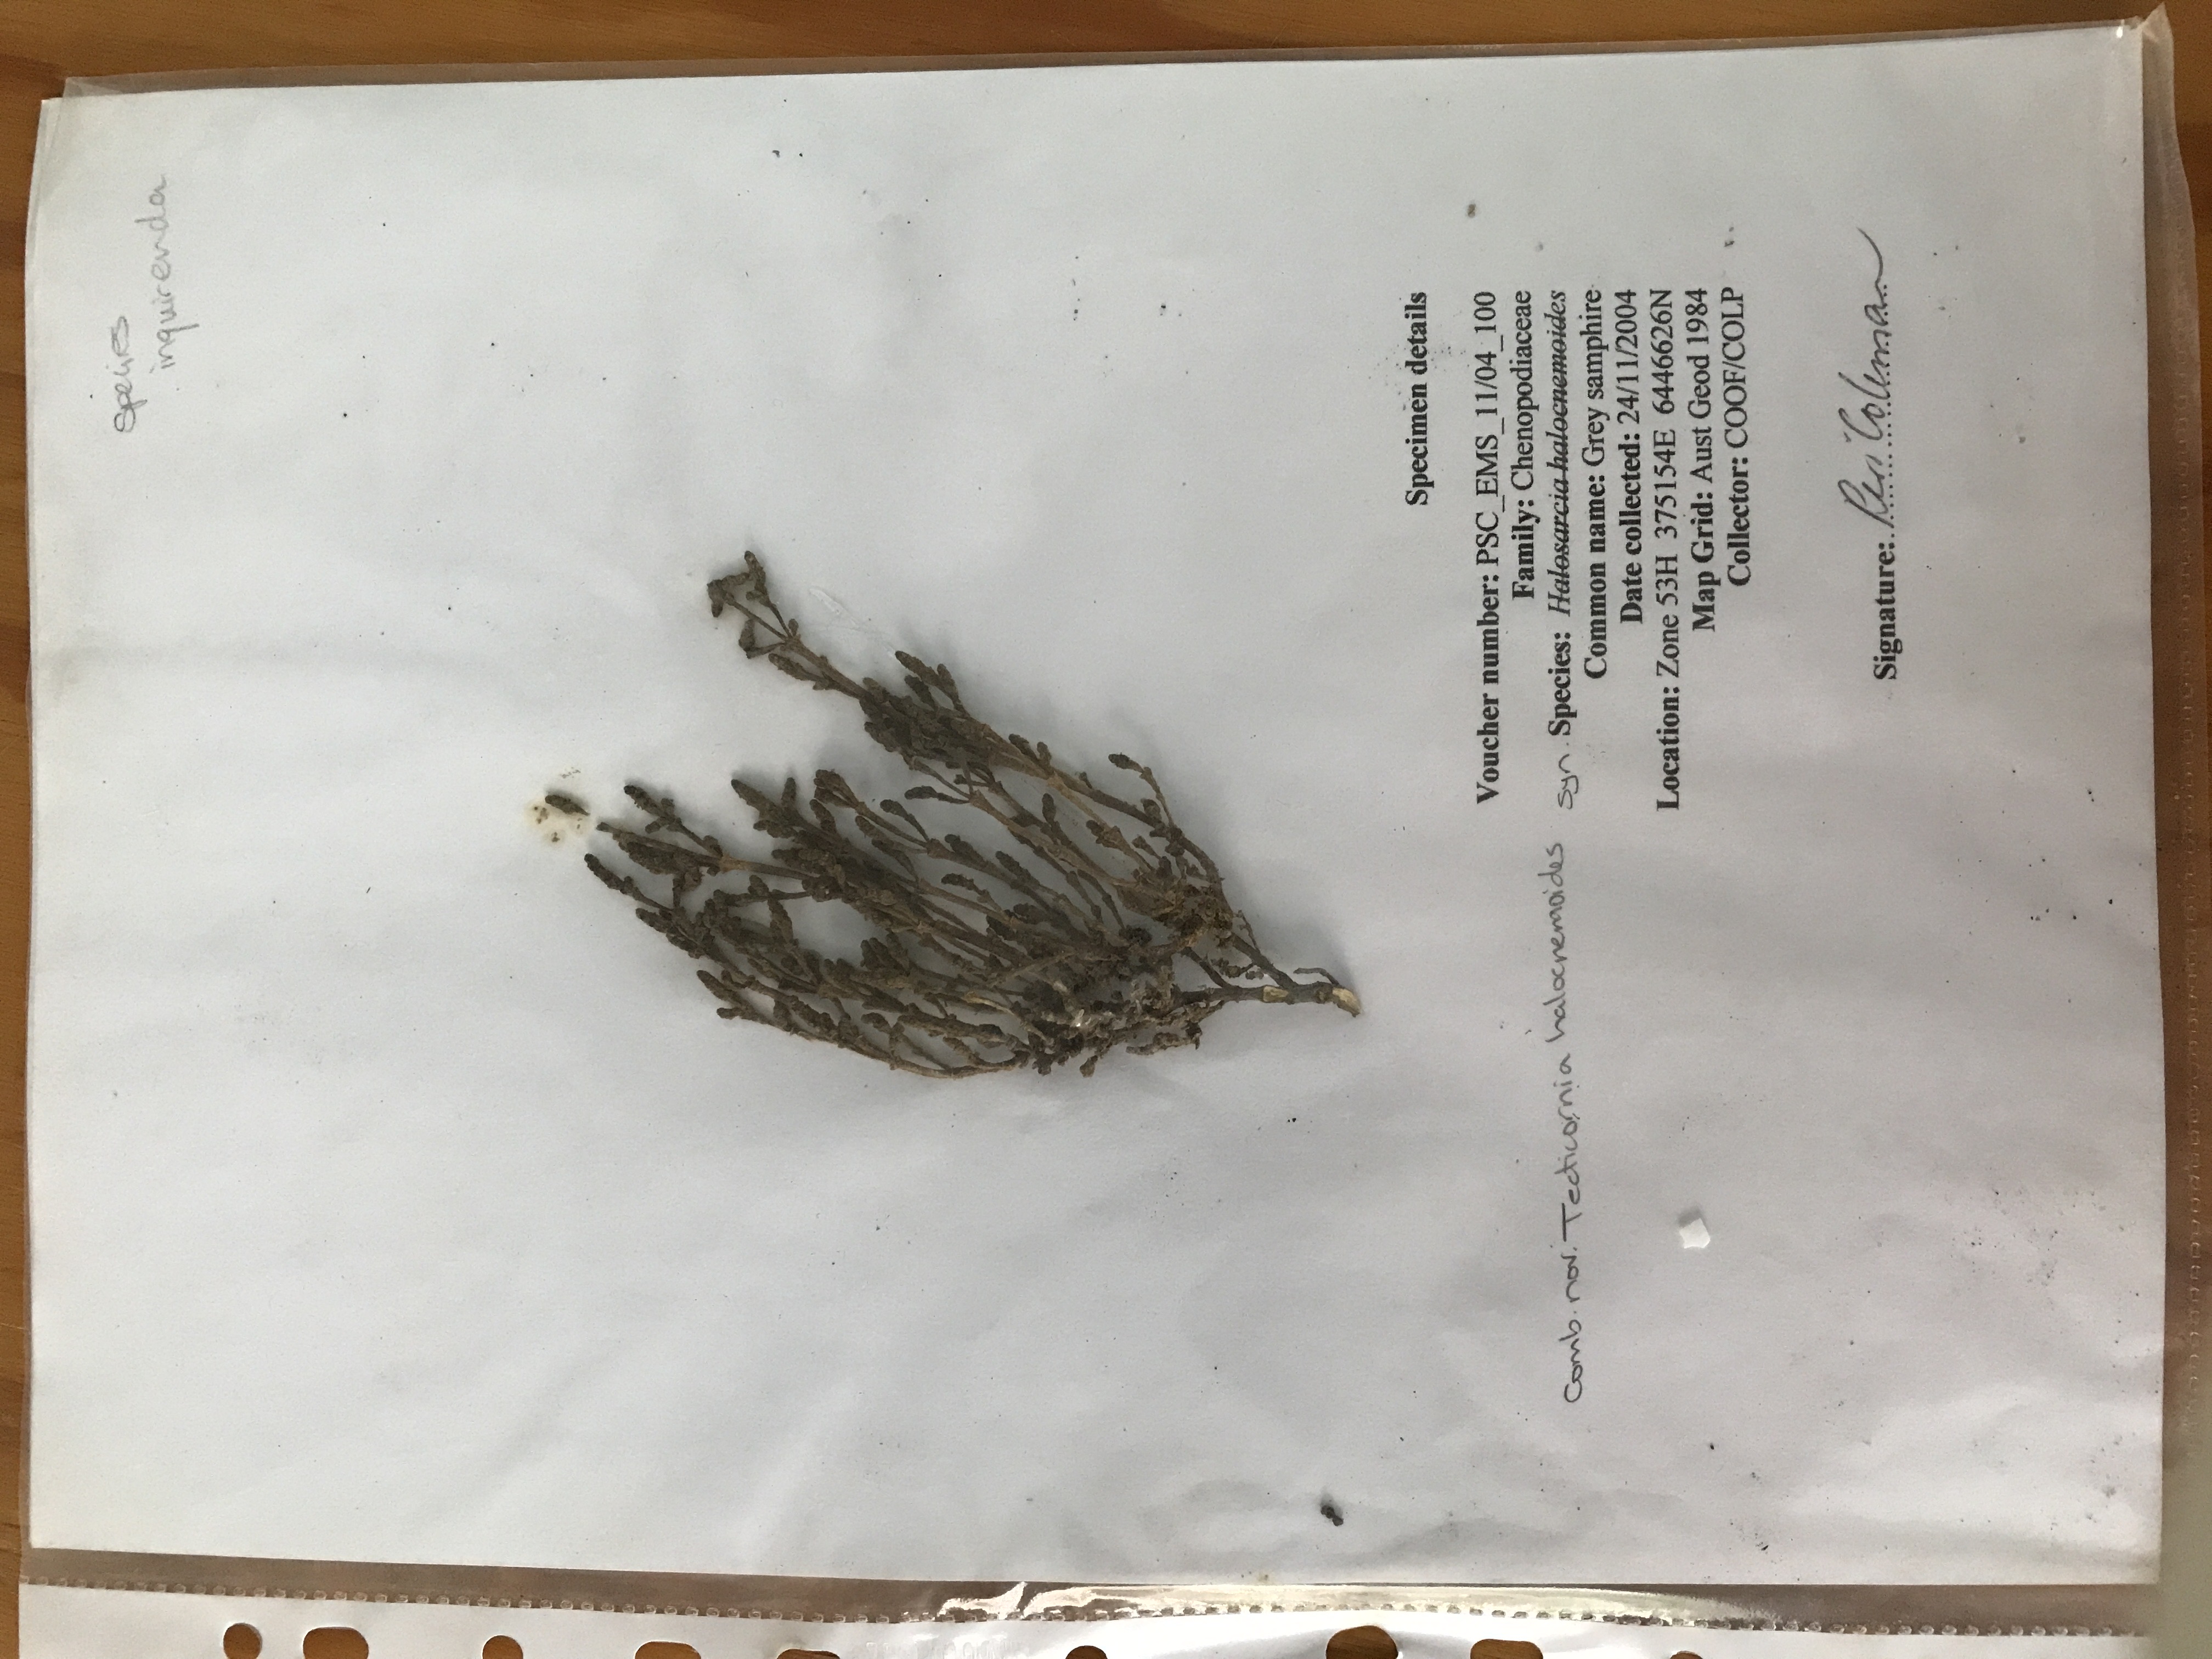 species
inquirenda
Specimen details
Voucher number: PSC_EMS_11/04_100
Family: Chenopodiaceae
Comb. nov. Tecticornia halocnemoides syn. Species: Halosarcia halocnemoides
Common name: Grey samphire
Date collected: 24/11/2004
Location: Zone 53H 375154E 6446626N
Map Grid: Aust Geod 1984
Collector: COOF/COLP
Signature: Peri Coleman